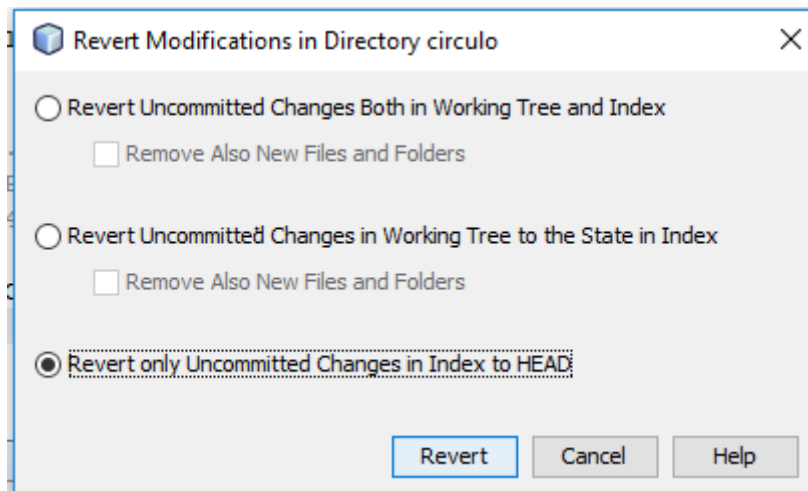 Revert Modifications in Directory circulo
Revert Uncommitted Changes Both in Working Tree and Index
Remove Also New Files and Folders
Revert Uncommitted Changes in Working Tree to the State in Index
Remove Also New Files and Folders
Revert only Uncommitted Changes in Index to HEAD
Revert Cancel Help